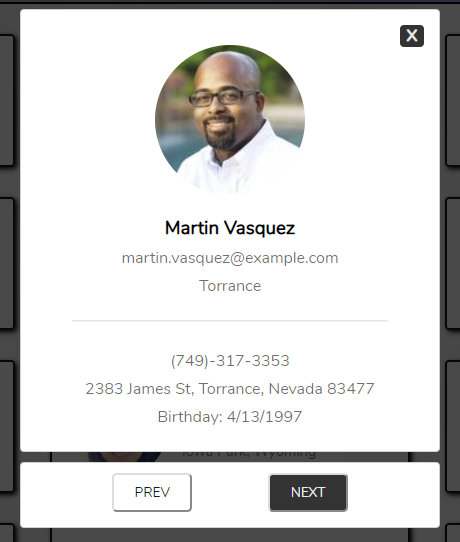 X
Martin Vasquez
martin.vasquez@example.com
Torrance
(749)-317-3353
2383 James St, Torrance, Nevada 83477
Birthday: 4/13/1997
Iowa Park, Wyoming
PREV
NEXT